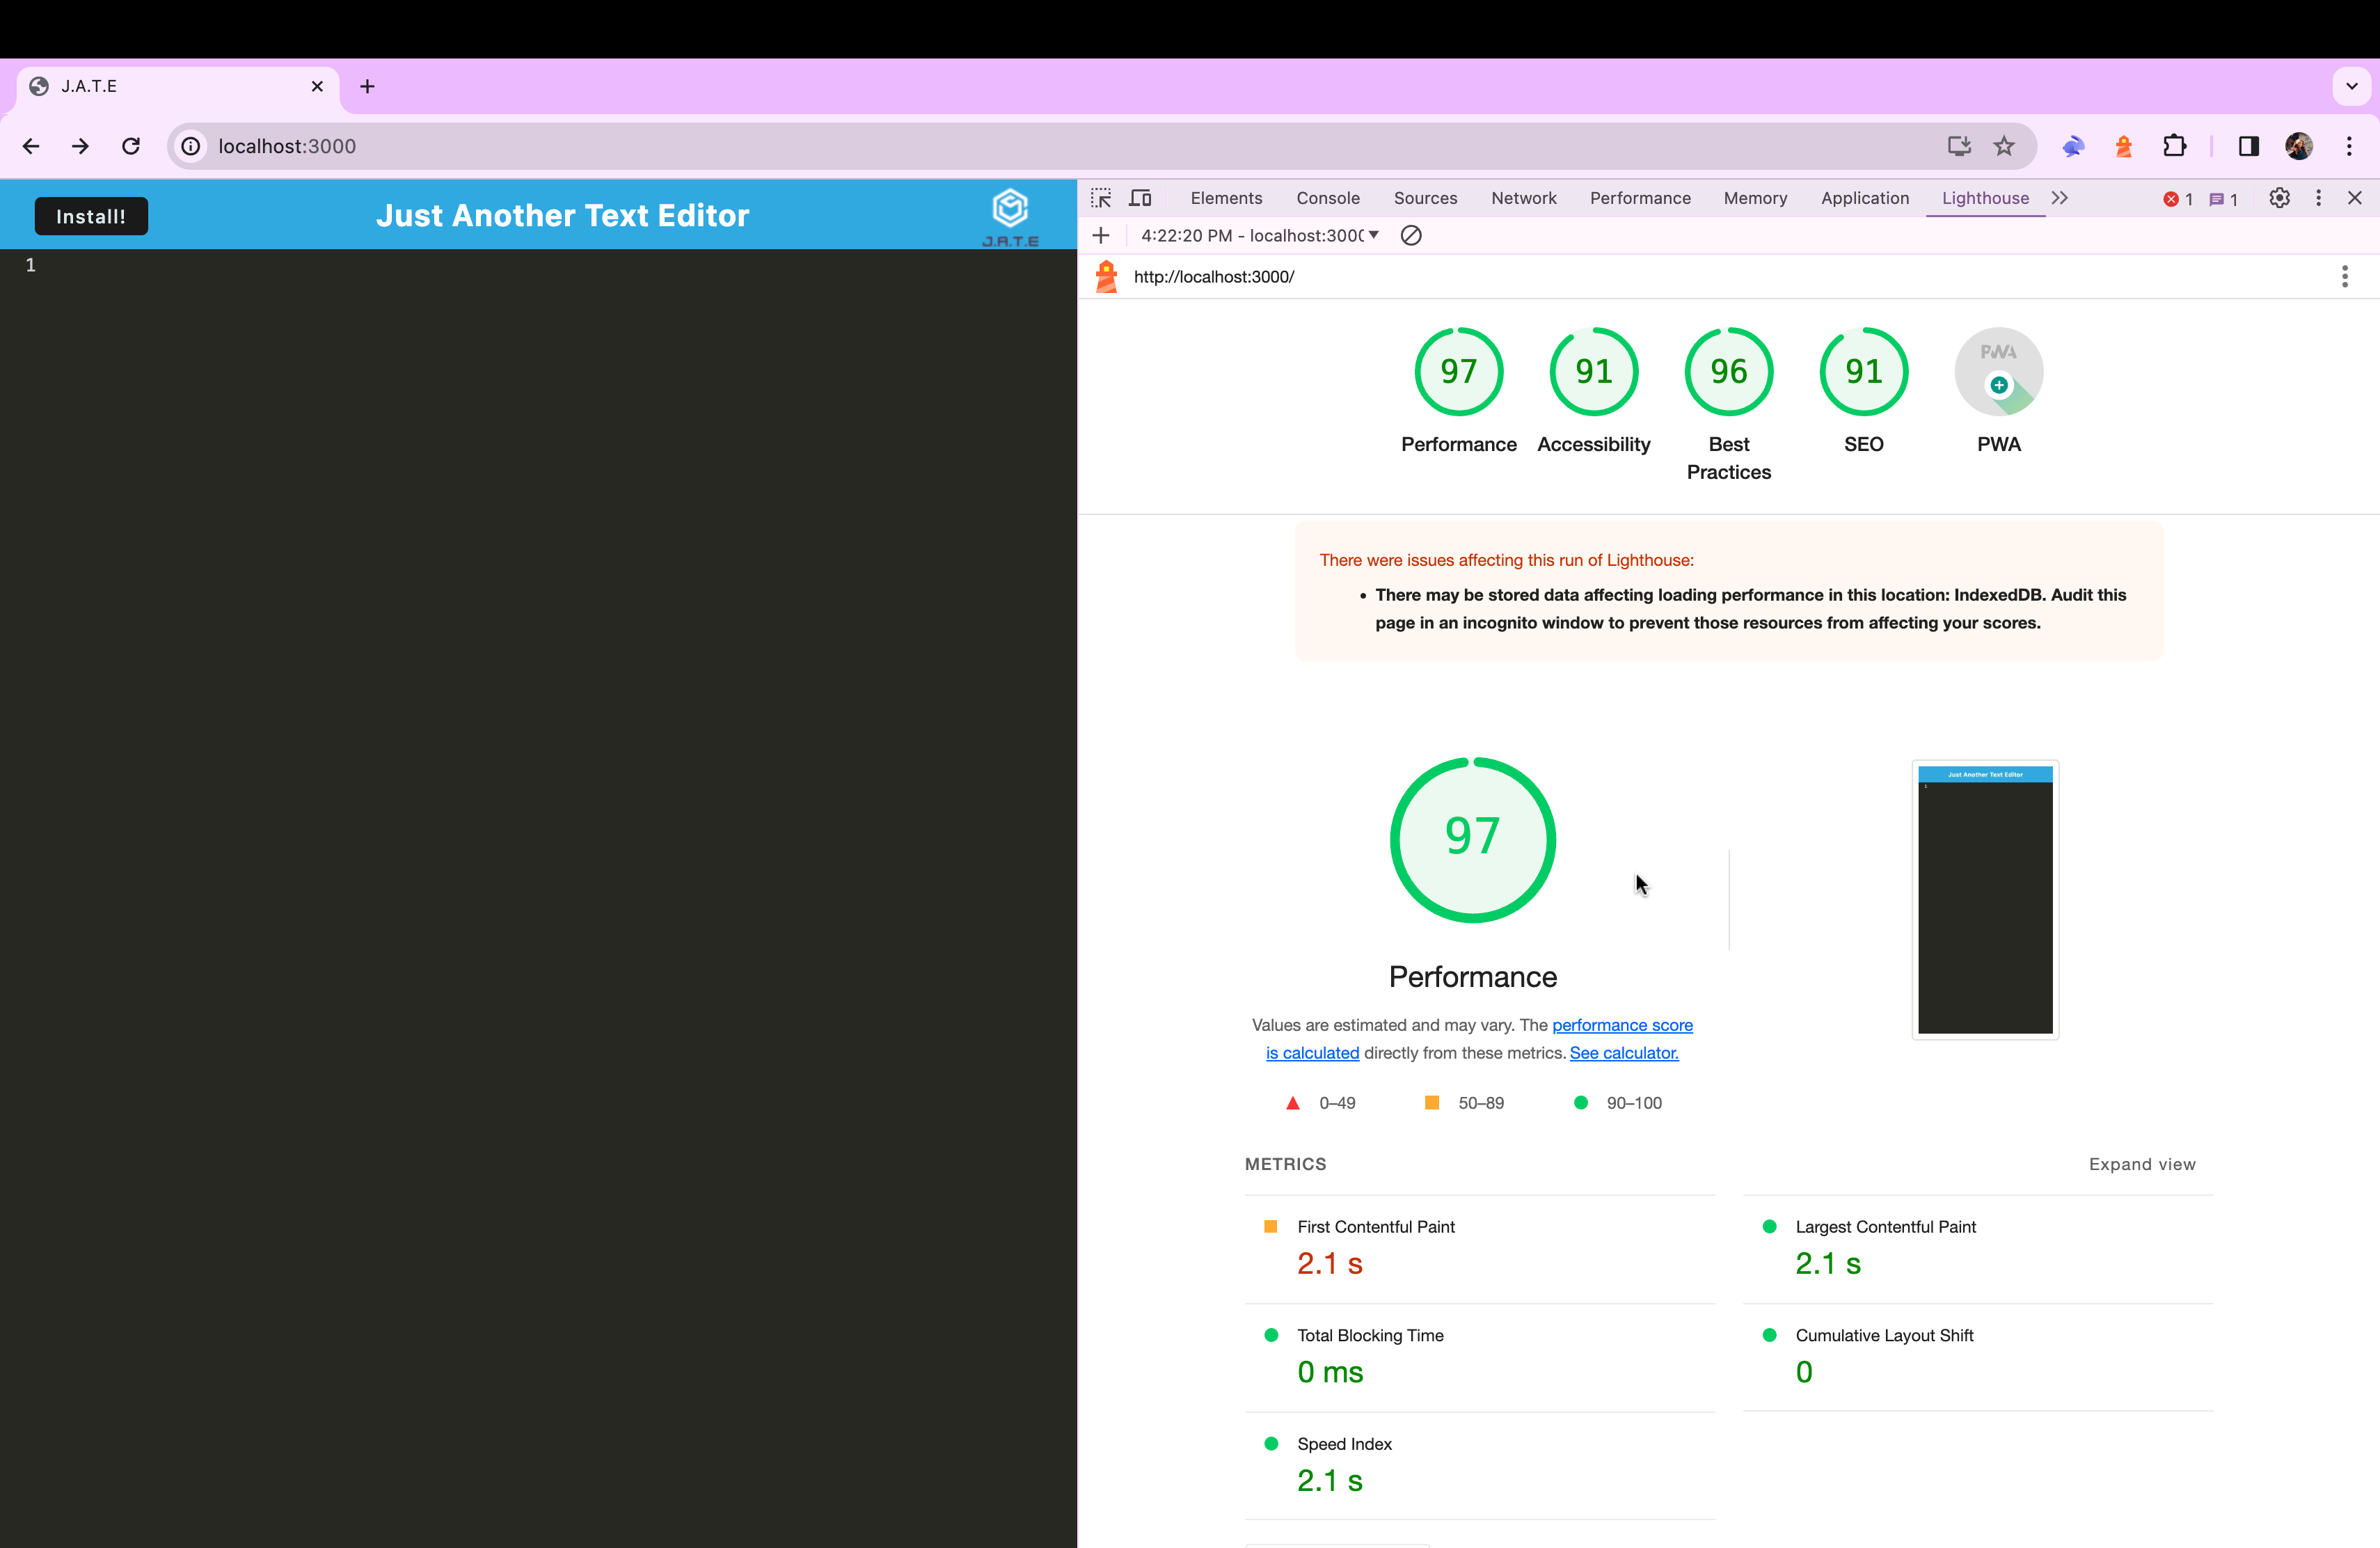 J.A.T.E
localhost:3000
Install!
Just Another Text Editor
J.A.T.E
1
Elements Console Sources Network Performance Memory Application Lighthouse
1 1
4:22:20 PM - localhost:3000
http://localhost:3000/
97 91 96 91 PWA
Performance Accessibility Best Practices SEO PWA
There were issues affecting this run of Lighthouse:
There may be stored data affecting loading performance in this location: IndexedDB. Audit this
page in an incognito window to prevent those resources from affecting your scores.
97
Just Another Text Editor
1
Performance
Values are estimated and may vary. The performance score
is calculated directly from these metrics. See calculator.
0–49 50–89 90–100
METRICS
Expand view
First Contentful Paint
2.1 s
Largest Contentful Paint
2.1 s
Total Blocking Time
0 ms
Cumulative Layout Shift
0
Speed Index
2.1 s